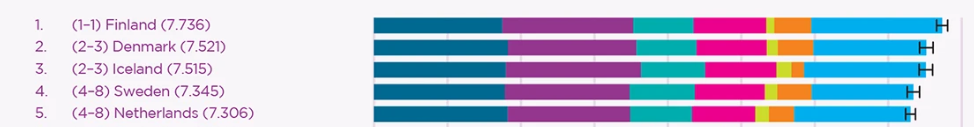 1. (1–1) Finland (7.736)
2. (2–3) Denmark (7.521)
3. (2–3) Iceland (7.515)
4. (4–8) Sweden (7.345)
5. (4–8) Netherlands (7.306)